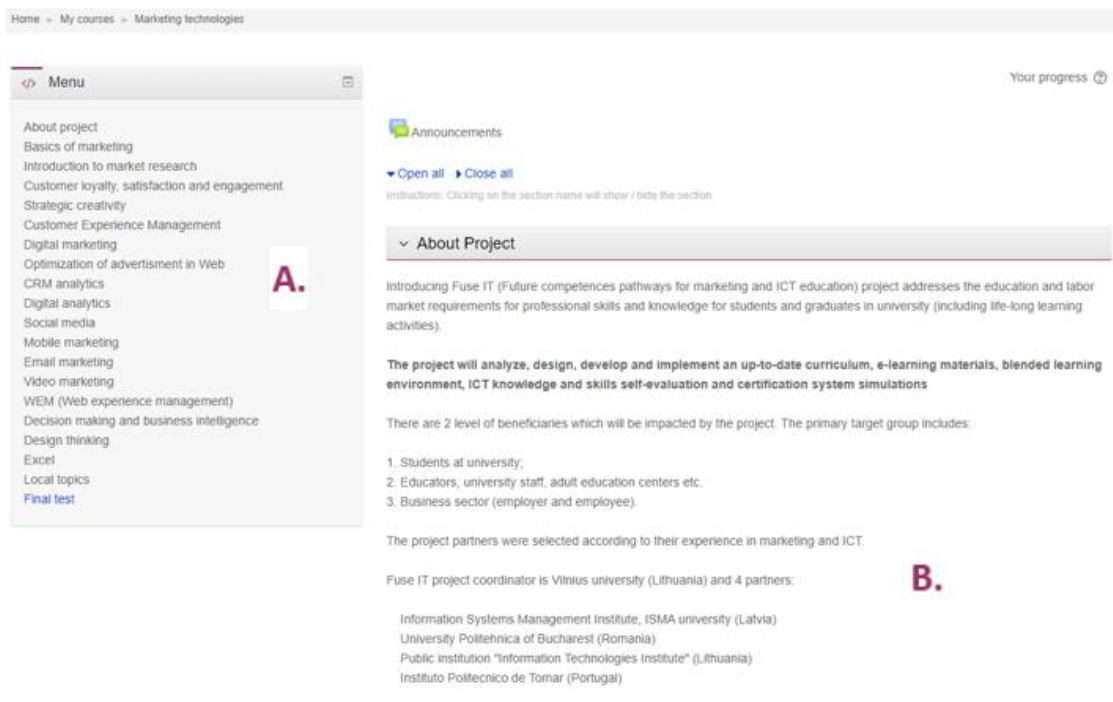 Home » My courses » Marketing technologies
</> Menu
About project
Basics of marketing
Introduction to market research
Customer loyalty, satisfaction and engagement
Strategic creativity
Customer Experience Management
Digital marketing
Optimization of advertisment in Web
CRM analytics
Digital analytics
Social media
Mobile marketing
Email marketing
Video marketing
WEM (Web experience management)
Decision making and business intelligence
Design thinking
Excel
Local topics
Final test
A.
Your progress
Announcements
Open all Close all
Instructions: Clicking on the section name will show / hide the section.
About Project
Introducing Fuse IT (Future competences pathways for marketing and ICT education) project addresses the education and labor
market requirements for professional skills and knowledge for students and graduates in university (including life-long learning
activities).
The project will analyze, design, develop and implement an up-to-date curriculum, e-learning materials, blended learning
environment, ICT knowledge and skills self-evaluation and certification system simulations
There are 2 level of beneficiaries which will be impacted by the project. The primary target group includes:
1. Students at university;
2. Educators, university staff, adult education centers etc.
3. Business sector (employer and employee).
The project partners were selected according to their experience in marketing and ICT.
Fuse IT project coordinator is Vilnius university (Lithuania) and 4 partners:
B.
Information Systems Management Institute, ISMA university (Latvia)
University Politehnica of Bucharest (Romania)
Public institution "Information Technologies Institute" (Lithuania)
Instituto Politecnico de Tomar (Portugal)